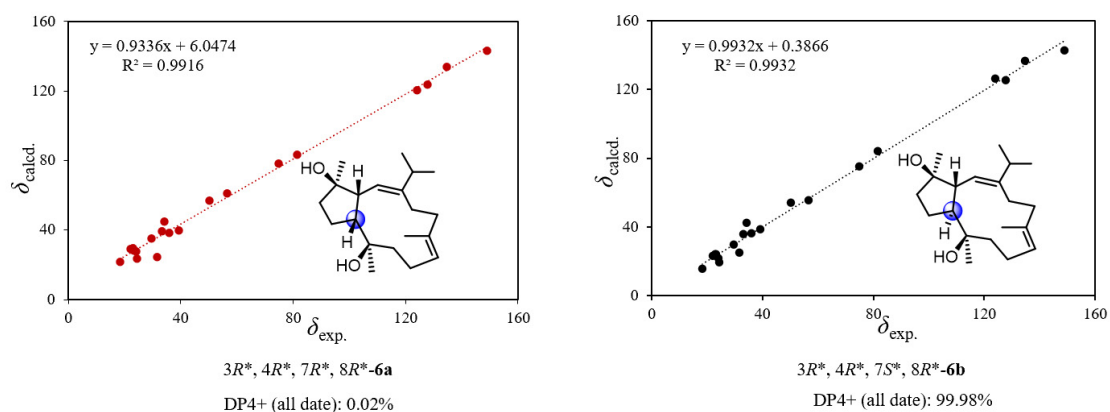 160
120
80
40
0
0
40
80
120
160
δcalcd.
δexp.
y = 0.9336x + 6.0474
R² = 0.9916
HO
H
H
HO
3R*, 4R*, 7R*, 8R*-6a
DP4+ (all date): 0.02%
160
120
80
40
0
0
40
80
120
160
δcalcd.
δexp.
y = 0.9932x + 0.3866
R² = 0.9932
HO
H
H
HO
3R*, 4R*, 7S*, 8R*-6b
DP4+ (all date): 99.98%